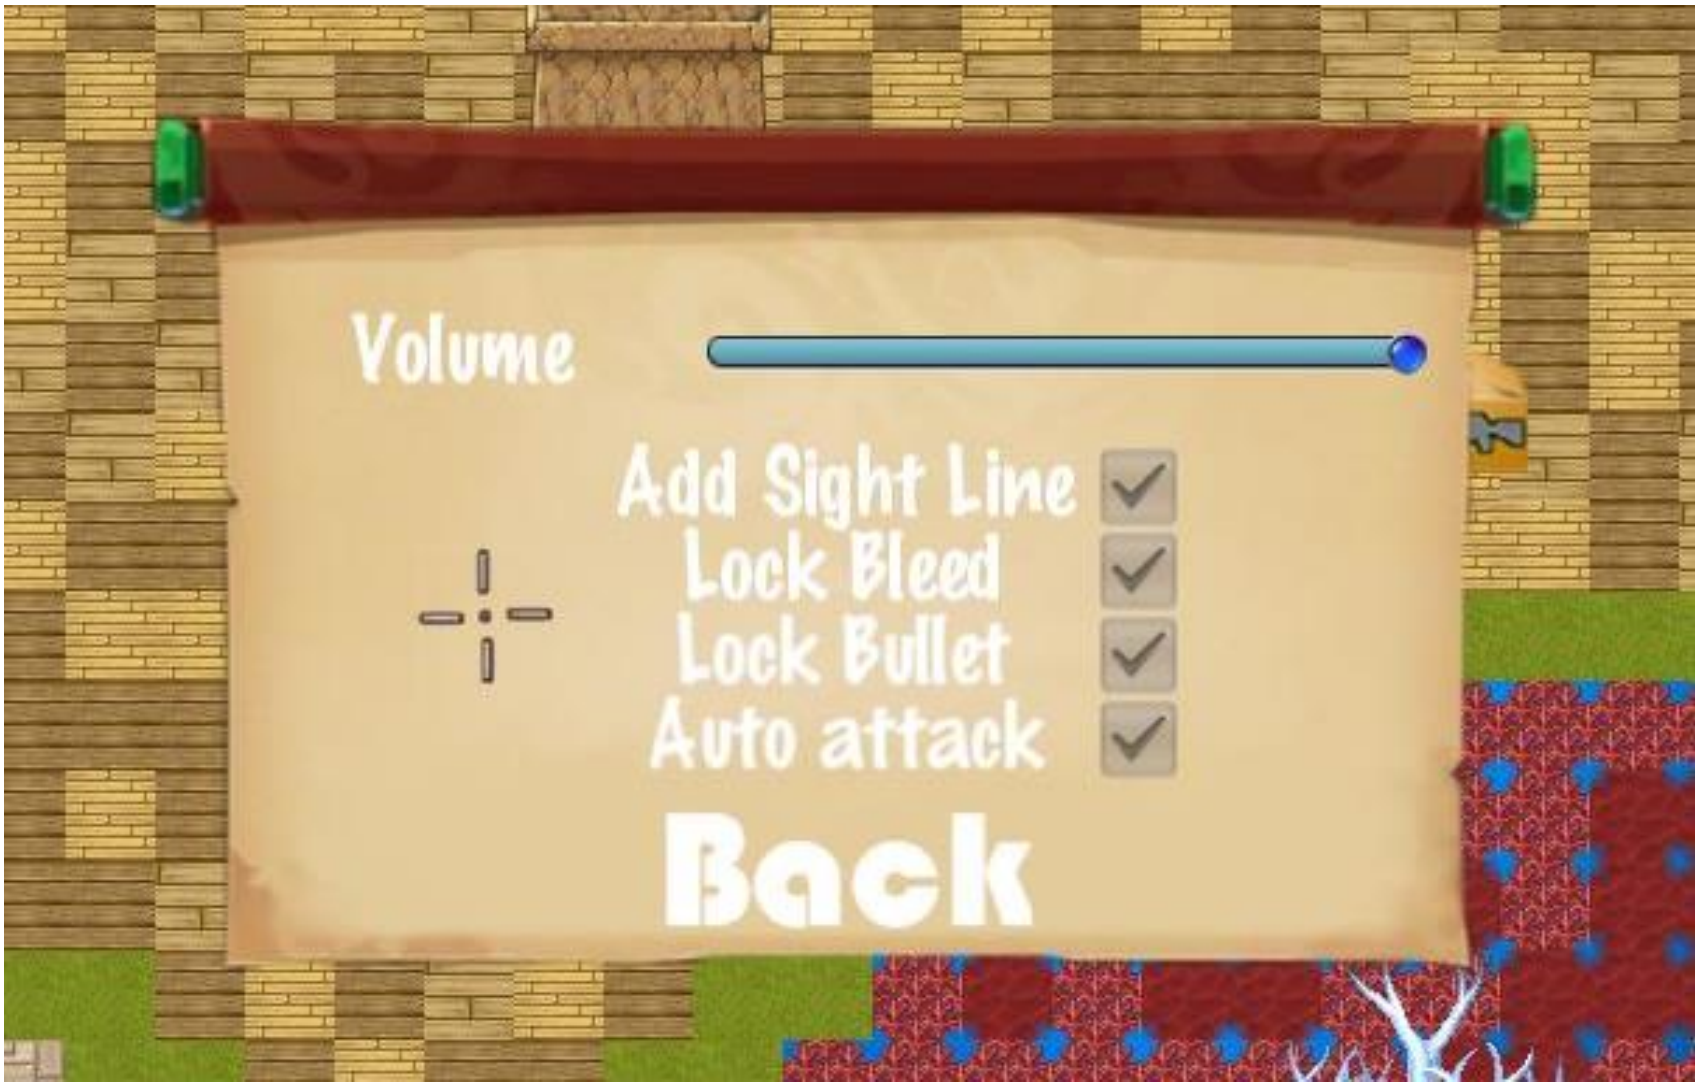 Volume
Add Sight Line
Lock Bleed
Lock Bullet
Auto attack
Back